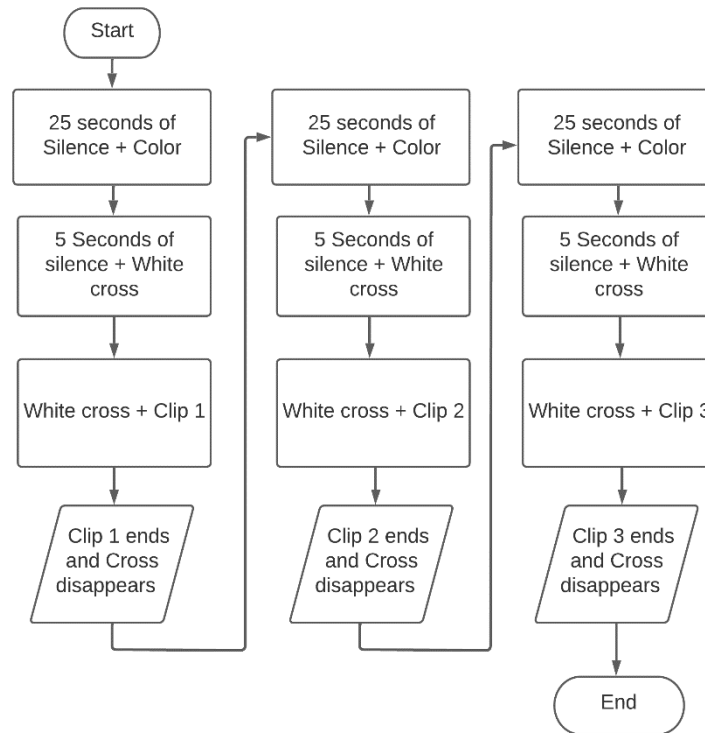 Start
25 seconds of
Silence + Color
5 Seconds of
silence + White
cross
White cross + Clip 1
Clip 1 ends
and Cross
disappears
25 seconds of
Silence + Color
5 Seconds of
silence + White
cross
White cross + Clip 2
Clip 2 ends
and Cross
disappears
25 seconds of
Silence + Color
5 Seconds of
silence + White
cross
White cross + Clip 3
Clip 3 ends
and Cross
disappears
End